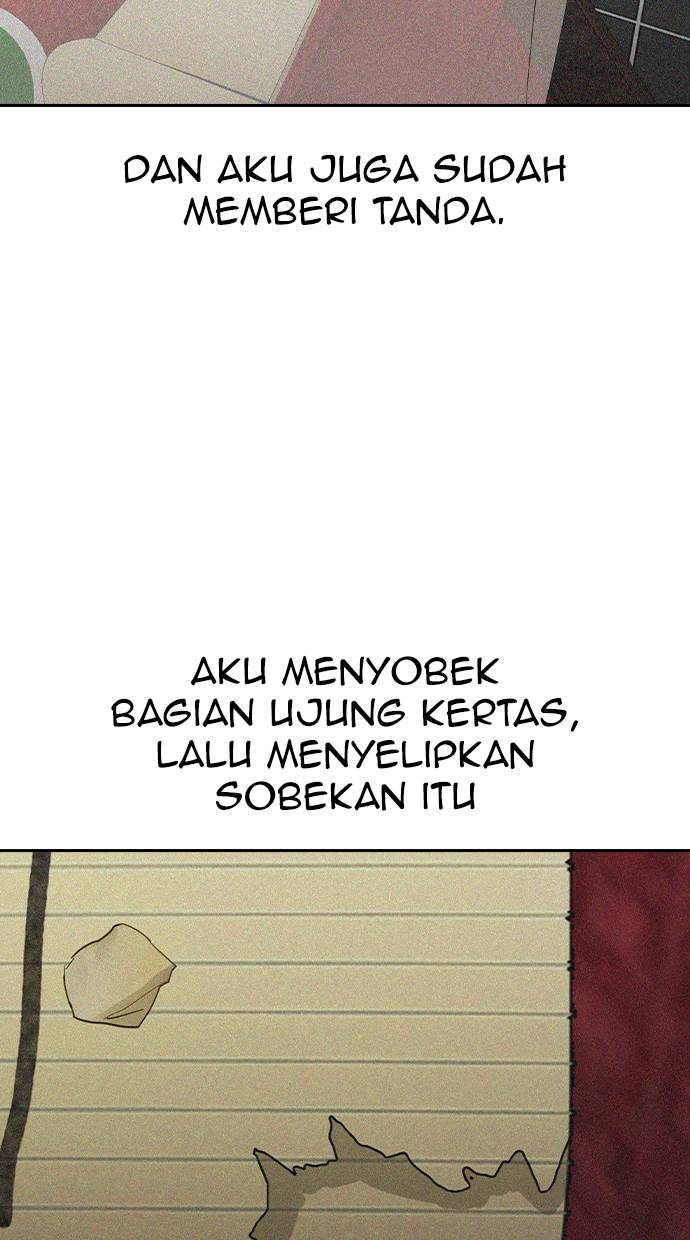 DAN AKU JUGA SUDAH
MEMBERI TANDA.
AKU MENYOBEK
BAGIAN UJUNG KERTAS,
LALU MENYELIPKAN
SOBEKAN ITU